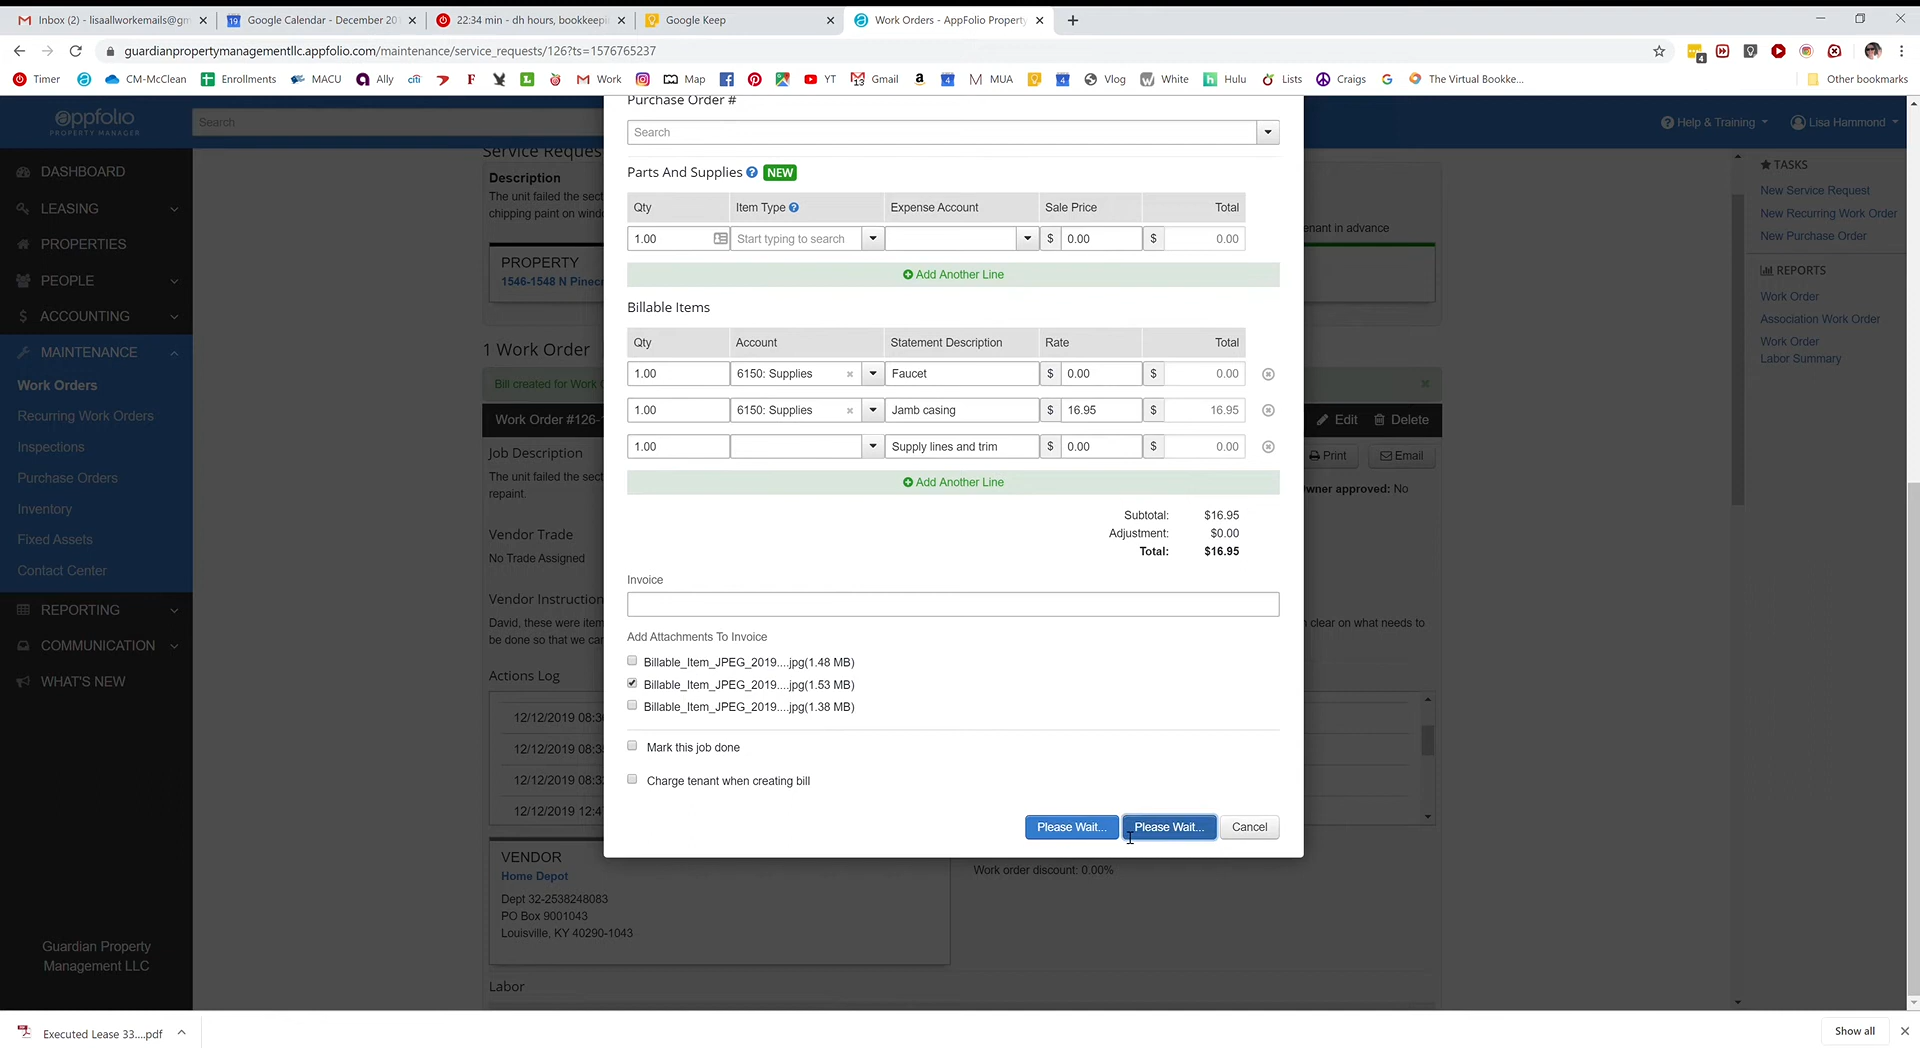 Inbox (2) - lisaallworkemails@gm
Google Calendar - December 201
22:34 min - dh hours, bookkeepi
Google Keep
Work Orders - AppFolio Property
guardianpropertymanagementllc.appfolio.com/maintenance/service_requests/126?ts=1576765237
Timer
CM-McClean
Enrollments
MACU
Ally
citi
Work
Map
YT
Gmail
MUA
Vlog
White
Hulu
Lists
Craigs
The Virtual Bookke...
Other bookmarks
appfolio
PROPERTY MANAGER
Search
Help & Training
Lisa Hammond
DASHBOARD
LEASING
PROPERTIES
PEOPLE
ACCOUNTING
MAINTENANCE
Work Orders
Recurring Work Orders
Inspections
Purchase Orders
Inventory
Fixed Assets
Contact Center
REPORTING
COMMUNICATION
WHAT'S NEW
Guardian Property
Management LLC
Service Reques
Description
The unit failed the sect
chipping paint on windo
enant in advance
PROPERTY
1546-1548 N Pinecr
1 Work Order
Bill created for Work O
Work Order #126-
Edit
Delete
Job Description
Print
Email
The unit failed the sect
repaint.
wner approved: No
Vendor Trade
No Trade Assigned
Vendor Instruction
David, these were item
be done so that we car
n clear on what needs to
Actions Log
12/12/2019 08:3
12/12/2019 08:3
12/12/2019 08:3
12/12/2019 12:4
VENDOR
Home Depot
Dept 32-2538248083
PO Box 9001043
Louisville, KY 40290-1043
Work order discount: 0.00%
Labor
Purchase Order #
Search
Parts And Supplies ? NEW
Qty Item Type ? Expense Account Sale Price Total
1.00 Start typing to search $ 0.00 $ 0.00
Add Another Line
Billable Items
Qty Account Statement Description Rate Total
1.00 6150: Supplies Faucet $ 0.00 $ 0.00
1.00 6150: Supplies Jamb casing $ 16.95 $ 16.95
1.00 Supply lines and trim $ 0.00 $ 0.00
Add Another Line
Subtotal: $16.95
Adjustment: $0.00
Total: $16.95
Invoice
Add Attachments To Invoice
Billable_Item_JPEG_2019....jpg(1.48 MB)
Billable_Item_JPEG_2019....jpg(1.53 MB)
Billable_Item_JPEG_2019....jpg(1.38 MB)
Mark this job done
Charge tenant when creating bill
Please Wait... Please Wait... Cancel
TASKS
New Service Request
New Recurring Work Order
New Purchase Order
REPORTS
Work Order
Association Work Order
Work Order
Labor Summary
Executed Lease 33....pdf
Show all